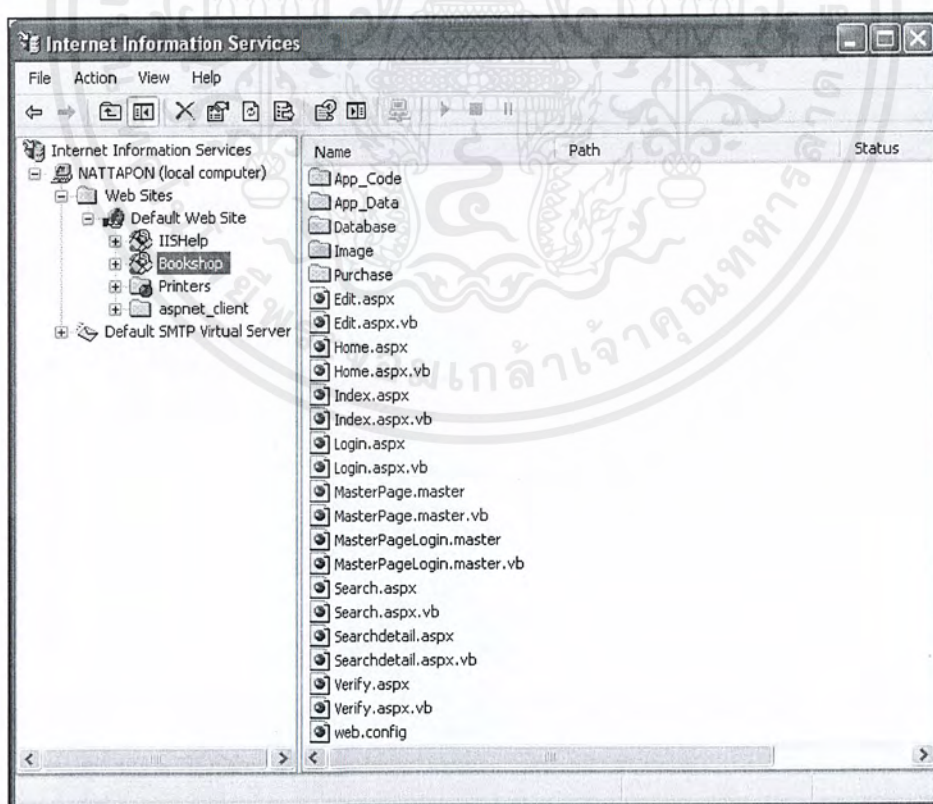 Internet Information Services
File Action View Help
Internet Information Services
NATTAPON (local computer)
Web Sites
Default Web Site
IISHelp
Bookshop
Printers
aspnet_client
Default SMTP Virtual Server
Name Path Status
App_Code
App_Data
Database
Image
Purchase
Edit.aspx
Edit.aspx.vb
Home.aspx
Home.aspx.vb
Index.aspx
Index.aspx.vb
Login.aspx
Login.aspx.vb
MasterPage.master
MasterPage.master.vb
MasterPageLogin.master
MasterPageLogin.master.vb
Search.aspx
Search.aspx.vb
Searchdetail.aspx
Searchdetail.aspx.vb
Verify.aspx
Verify.aspx.vb
web.config